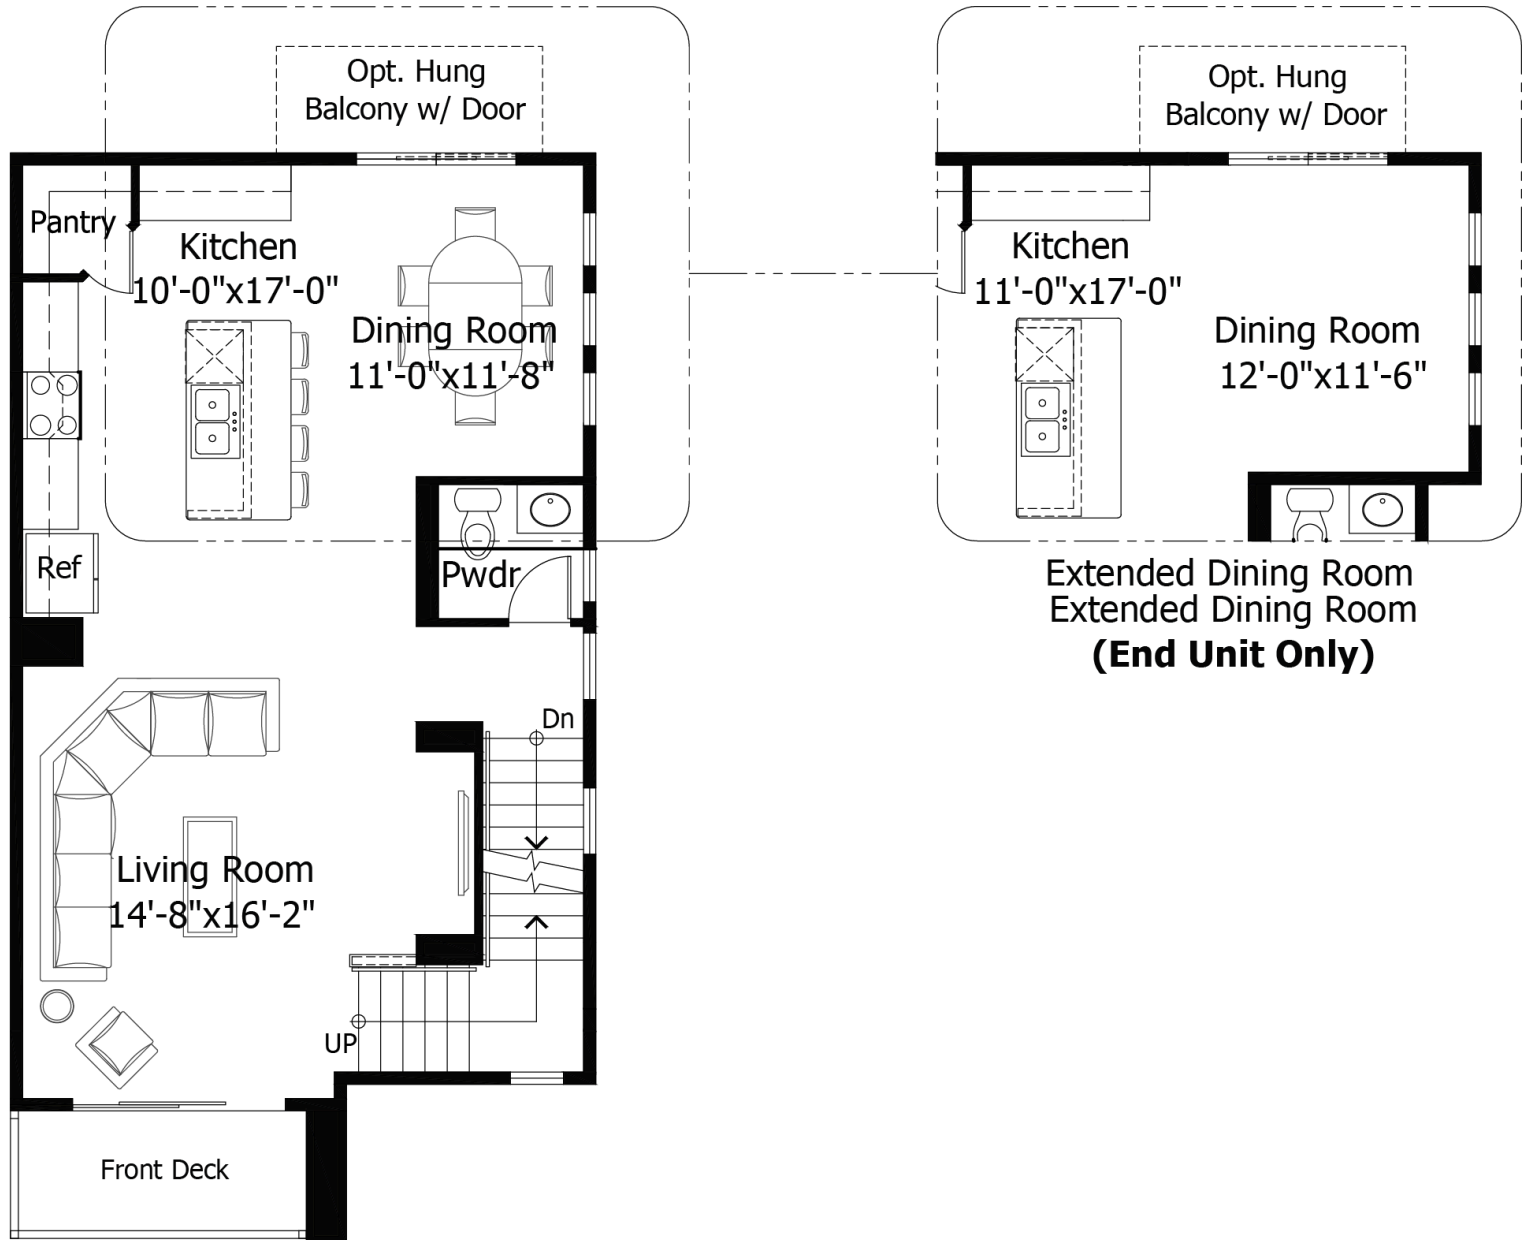 Opt. Hung
Balcony w/ Door
Pantry
Kitchen
10'-0"x17'-0"
Dining Room
11'-0"x11'-8"
Ref
Pwdr
Dn
Living Room
14'-8"x16'-2"
UP
Front Deck
Opt. Hung
Balcony w/ Door
Kitchen
11'-0"x17'-0"
Dining Room
12'-0"x11'-6"
Extended Dining Room
Extended Dining Room
(End Unit Only)